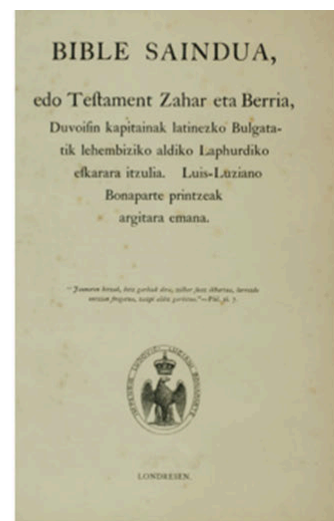 BIBLE SAINDUA,
edo Teſtament Zahar eta Berria,
Duvoiſin kapitainak latinezko Bulgata-
tik lehembiziko aldiko Laphurdiko
eſkarara itzulia. Luis-Luziano
Bonaparte printzeak
argitara emana.
LONDRESEN.